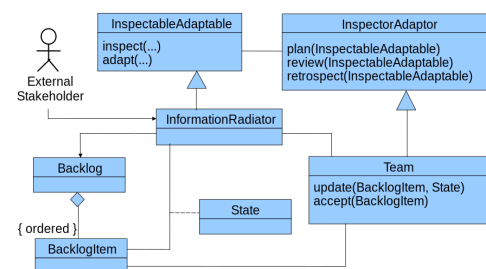 InspectableAdaptable
inspect(...)
adapt(...)
InspectorAdaptor
plan(InspectableAdaptable)
review(InspectableAdaptable)
retrospect(InspectableAdaptable)
External
Stakeholder
InformationRadiator
Backlog
Team
update(BacklogItem, State)
accept(BacklogItem)
State
{ ordered }
BacklogItem